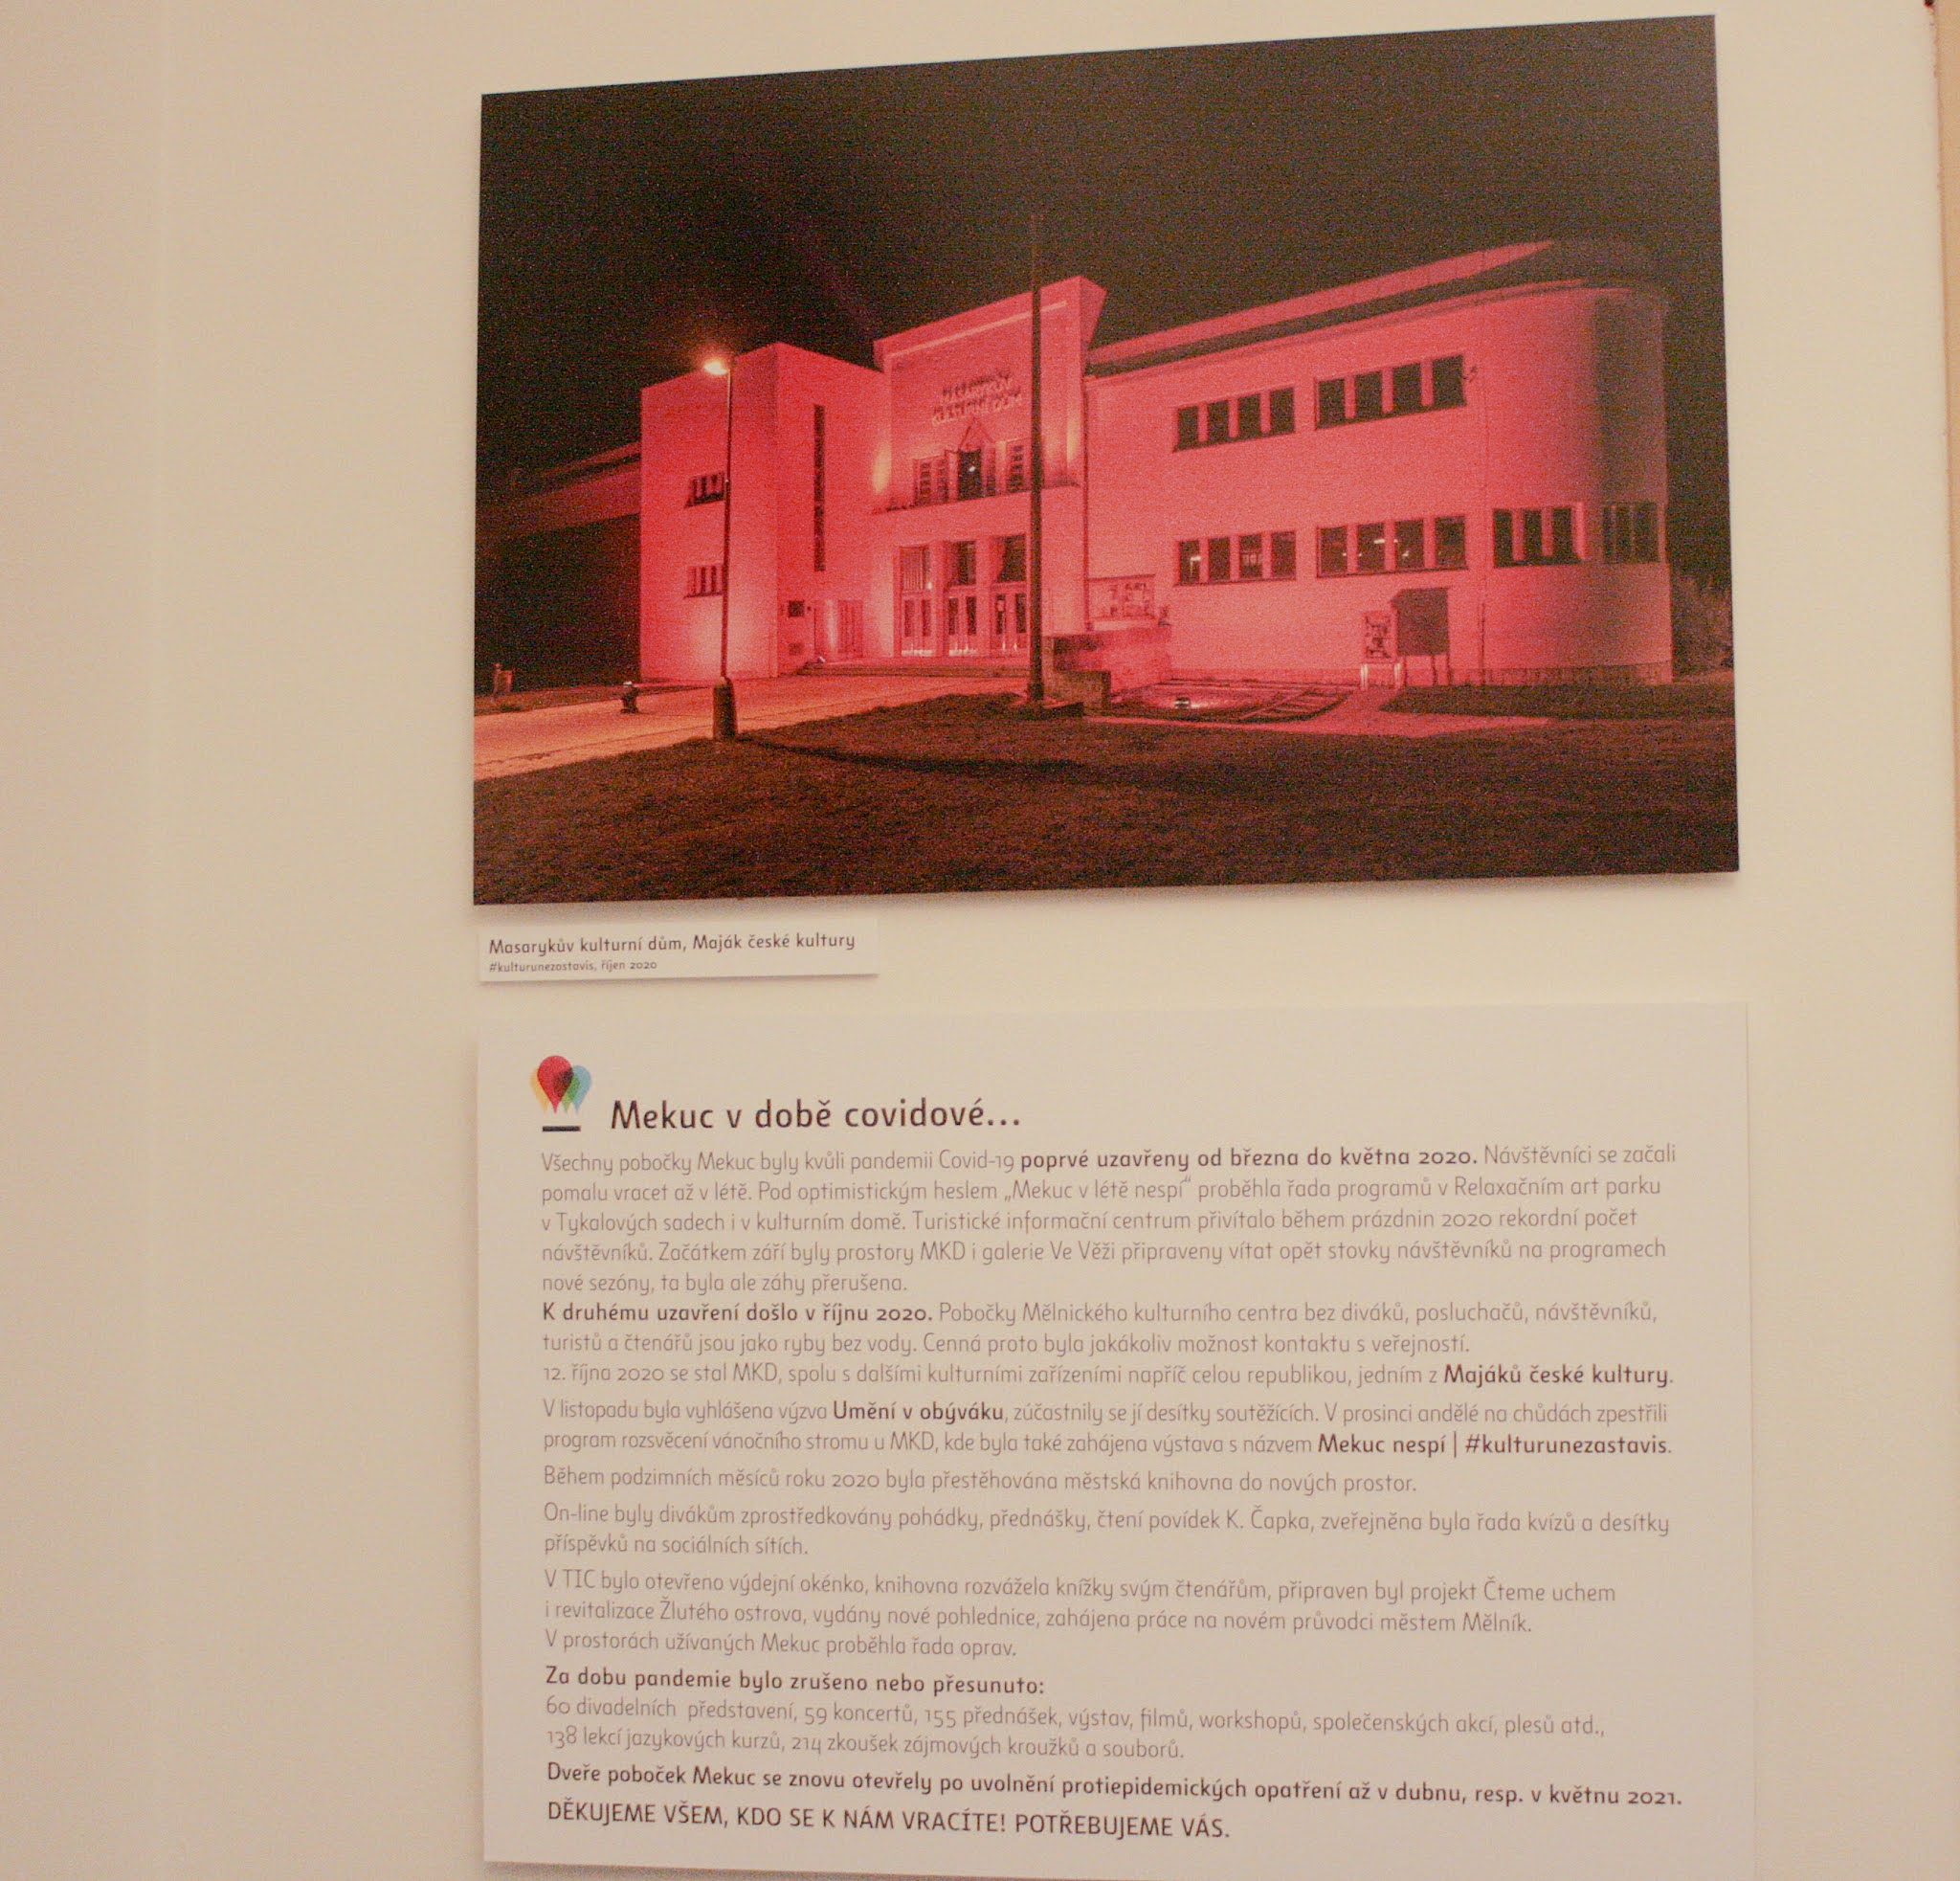 KULTURNÍ DŮM
Masarykův kulturní dům, Maják české kultury
#kulturunezastavis, říjen 2020
Mekuc v době covidové...
Všechny pobočky Mekuc byly kvůli pandemii Covid-19 poprvé uzavřeny od března do května 2020. Návštěvníci se začali
pomalu vracet až v létě. Pod optimistickým heslem „Mekuc v létě nespí“ proběhla řada programů v Relaxačním art parku
v Tykalových sadech i v kulturním domě. Turistické informační centrum přivítalo během prázdnin 2020 rekordní počet
návštěvníků. Začátkem září byly prostory MKD i galerie Ve Věži připraveny vítat opět stovky návštěvníků na programech
nové sezóny, ta byla ale záhy přerušena.
K druhému uzavření došlo v říjnu 2020. Pobočky Mělnického kulturního centra bez diváků, posluchačů, návštěvníků,
turistů a čtenářů jsou jako ryby bez vody. Cenná proto byla jakákoliv možnost kontaktu s veřejností.
12. října 2020 se stal MKD, spolu s dalšími kulturními zařízeními napříč celou republikou, jedním z Majáků české kultury.
V listopadu byla vyhlášena výzva Umění v obýváku, zúčastnily se jí desítky soutěžících. V prosinci andělé na chůdách zpestřili
program rozsvěcení vánočního stromu u MKD, kde byla také zahájena výstava s názvem Mekuc nespí | #kulturunezastavis.
Během podzimních měsíců roku 2020 byla přestěhována městská knihovna do nových prostor.
On-line byly divákům zprostředkovány pohádky, přednášky, čtení povídek K. Čapka, zveřejněna byla řada kvízů a desítky
příspěvků na sociálních sítích.
V TIC bylo otevřeno výdejní okénko, knihovna rozvážela knížky svým čtenářům, připraven byl projekt Čteme uchem
i revitalizace Žlutého ostrova, vydány nové pohlednice, zahájena práce na novém průvodci městem Mělník.
V prostorách užívaných Mekuc proběhla řada oprav.
Za dobu pandemie bylo zrušeno nebo přesunuto:
60 divadelních představení, 59 koncertů, 155 přednášek, výstav, filmů, workshopů, společenských akcí, plesů atd.,
138 lekcí jazykových kurzů, 214 zkoušek zájmových kroužků a souborů.
Dveře poboček Mekuc se znovu otevřely po uvolnění protiepidemických opatření až v dubnu, resp. v květnu 2021.
DĚKUJEME VŠEM, KDO SE K NÁM VRACÍTE! POTŘEBUJEME VÁS.